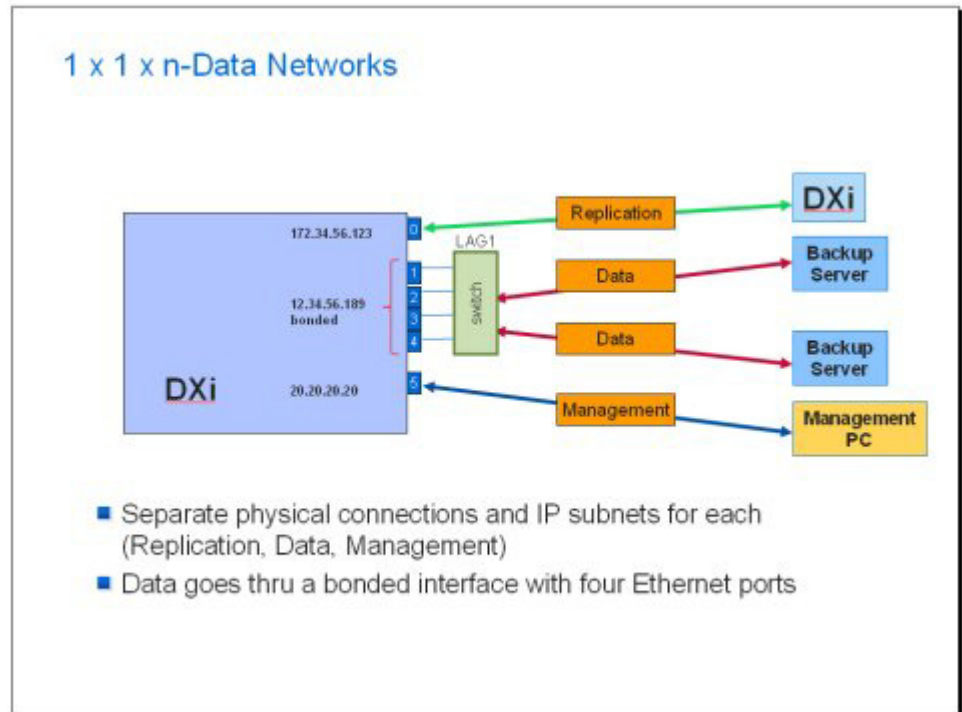 1 x 1 x n-Data Networks
172.34.56.123
0
Replication
DXi
LAG1
1
2
3
4
12.34.56.189
bonded
switch
Data
Backup
Server
Data
Backup
Server
DXi
20.20.20.20
5
Management
Management
PC
Separate physical connections and IP subnets for each
(Replication, Data, Management)
Data goes thru a bonded interface with four Ethernet ports